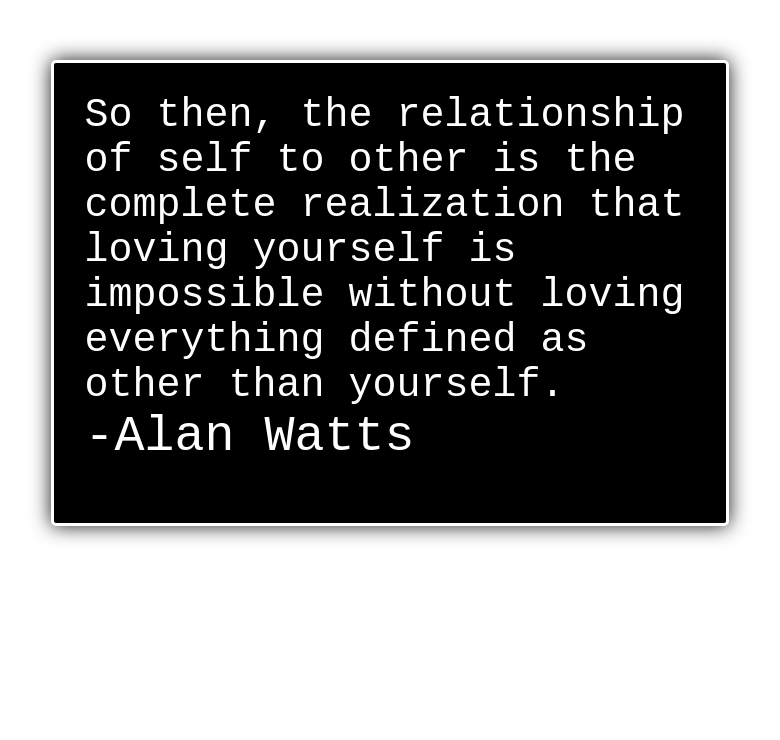 So then, the relationship
of self to other is the
complete realization that
loving yourself is
impossible without loving
everything defined as
other than yourself.
-Alan Watts